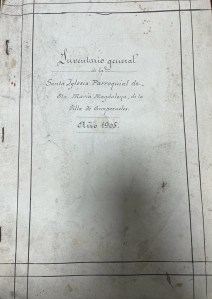 Inventario general
de la
Santa Iglesia Parroquial de
Sta. María Magdalena, de la
Villa de
Año 1905.